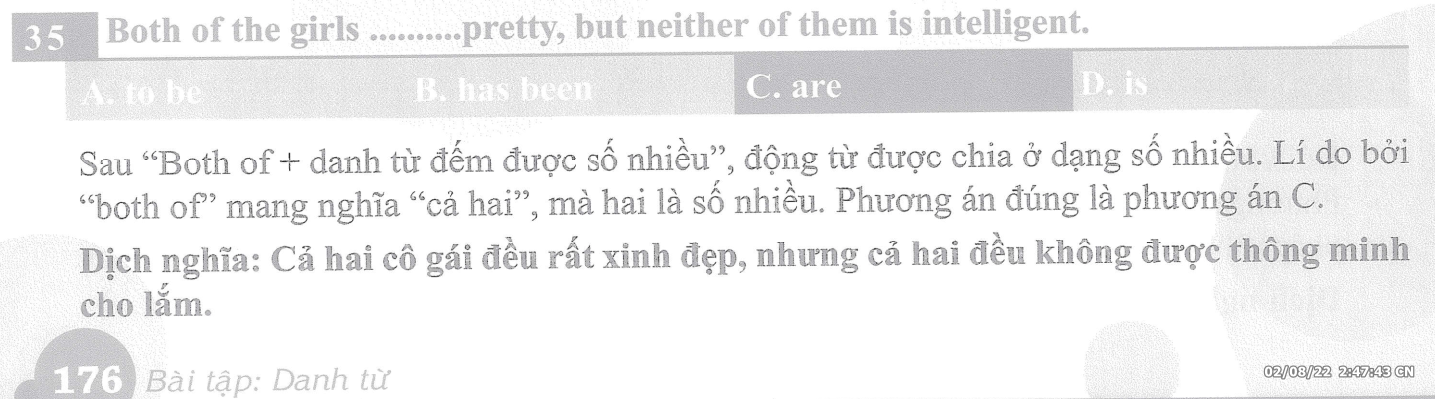 35 Both of the girls ..........pretty, but neither of them is intelligent.
A. to be B. has been C. are D. is
Sau “Both of + danh từ đếm được số nhiều”, động từ được chia ở dạng số nhiều. Lí do bởi
“both of” mang nghĩa “cả hai”, mà hai là số nhiều. Phương án đúng là phương án C.
Dịch nghĩa: Cả hai cô gái đều rất xinh đẹp, nhưng cả hai đều không được thông minh
cho lắm.
176 Bài tập: Danh từ
02/08/22 2:47:43 CN